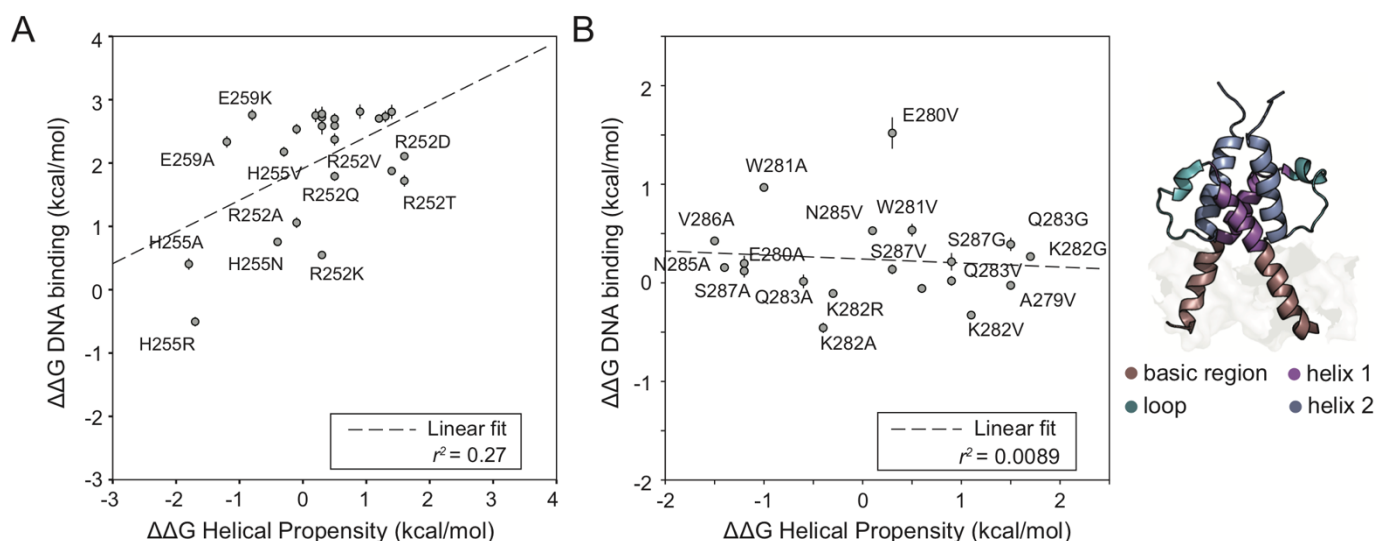 A
ΔΔG DNA binding (kcal/mol)
4
3
2
1
0
-1
-2
-3
E259K
E259A
H255V
R252V
R252D
R252Q
R252T
R252A
H255A
H255N
R252K
H255R
Linear fit
r² = 0.27
-3
-2
-1
0
1
2
3
4
ΔΔG Helical Propensity (kcal/mol)
B
ΔΔG DNA binding (kcal/mol)
2
1
0
-1
-2
E280V
W281A
V286A
N285V
W281V
Q283G
S287G
K282G
N285A
E280A
S287V
S287A
Q283A
Q283V
K282R
A279V
K282A
K282V
Linear fit
r² = 0.0089
-1
0
1
2
ΔΔG Helical Propensity (kcal/mol)
basic region
helix 1
loop
helix 2